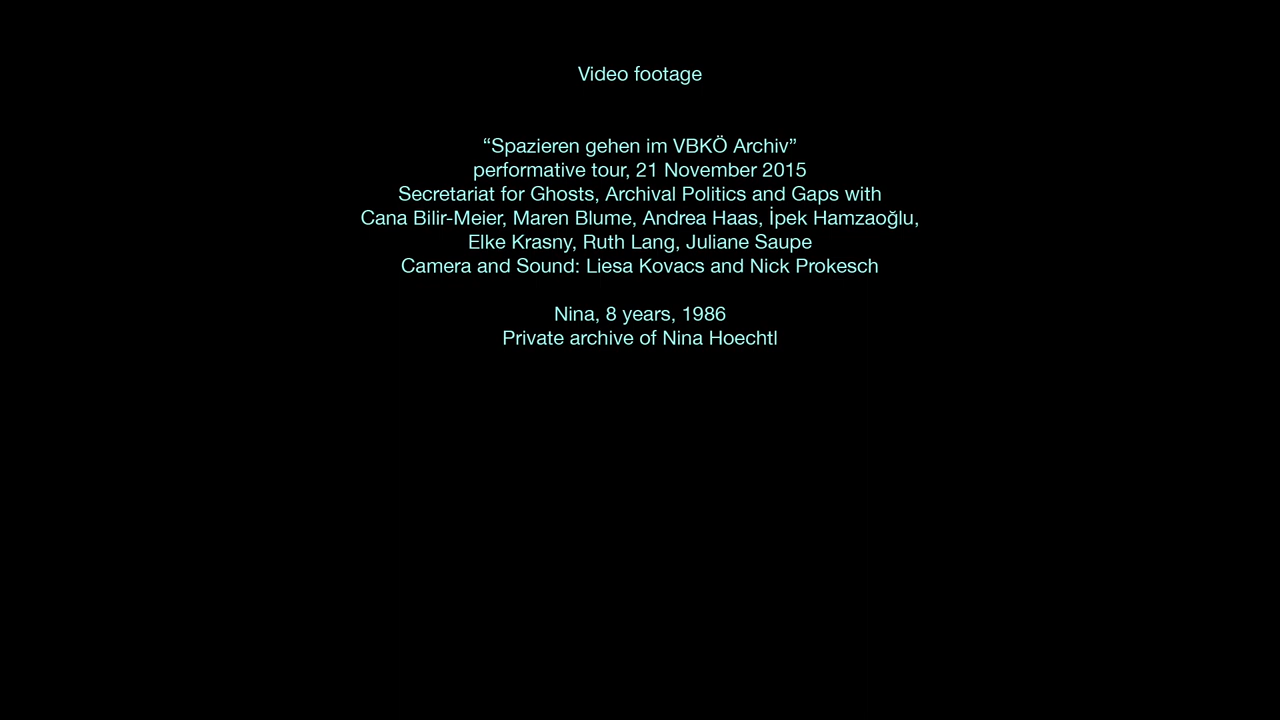 Video footage
“Spazieren gehen im VBKÖ Archiv”
performative tour, 21 November 2015
Secretariat for Ghosts, Archival Politics and Gaps with
Cana Bilir-Meier, Maren Blume, Andrea Haas, İpek Hamzaoğlu,
Elke Krasny, Ruth Lang, Juliane Saupe
Camera and Sound: Liesa Kovacs and Nick Prokesch
Nina, 8 years, 1986
Private archive of Nina Hoechtl